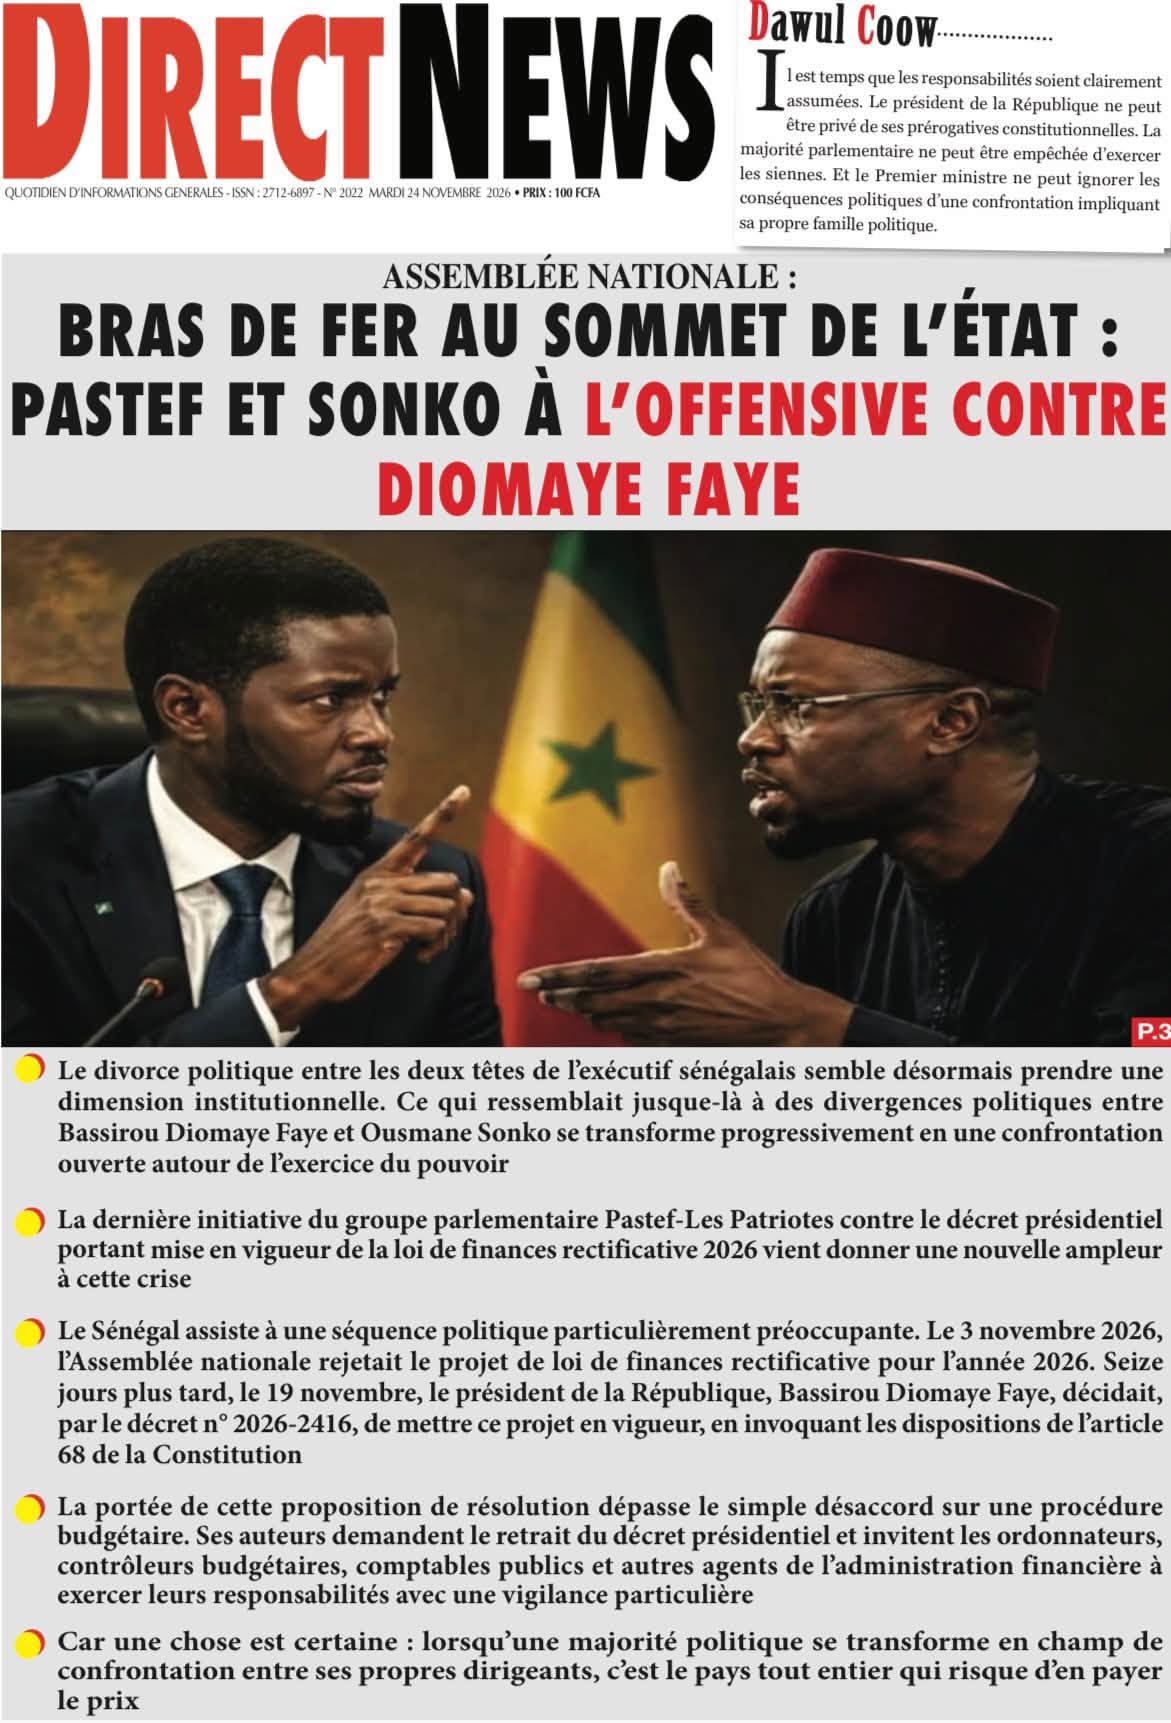 DIRECT NEWS
QUOTIDIEN D'INFORMATIONS GENERALES - ISSN : 2712-6897 - N° 2022 MARDI 24 NOVEMBRE 2026 • PRIX : 100 FCFA
Dawul Coow...................
Il est temps que les responsabilités soient clairement
assumées. Le président de la République ne peut
être privé de ses prérogatives constitutionnelles. La
majorité parlementaire ne peut être empêchée d'exercer
les siennes. Et le Premier ministre ne peut ignorer les
conséquences politiques d'une confrontation impliquant
sa propre famille politique.
ASSEMBLÉE NATIONALE :
BRAS DE FER AU SOMMET DE L'ÉTAT :
PASTEF ET SONKO À L'OFFENSIVE CONTRE
DIOMAYE FAYE
P.3
Le divorce politique entre les deux têtes de l'exécutif sénégalais semble désormais prendre une
dimension institutionnelle. Ce qui ressemblait jusque-là à des divergences politiques entre
Bassirou Diomaye Faye et Ousmane Sonko se transforme progressivement en une confrontation
ouverte autour de l'exercice du pouvoir
La dernière initiative du groupe parlementaire Pastef-Les Patriotes contre le décret présidentiel
portant mise en vigueur de la loi de finances rectificative 2026 vient donner une nouvelle ampleur
à cette crise
Le Sénégal assiste à une séquence politique particulièrement préoccupante. Le 3 novembre 2026,
l'Assemblée nationale rejetait le projet de loi de finances rectificative pour l'année 2026. Seize
jours plus tard, le 19 novembre, le président de la République, Bassirou Diomaye Faye, décidait,
par le décret n° 2026-2416, de mettre ce projet en vigueur, en invoquant les dispositions de l'article
68 de la Constitution
La portée de cette proposition de résolution dépasse le simple désaccord sur une procédure
budgétaire. Ses auteurs demandent le retrait du décret présidentiel et invitent les ordonnateurs,
contrôleurs budgétaires, comptables publics et autres agents de l'administration financière à
exercer leurs responsabilités avec une vigilance particulière
Car une chose est certaine : lorsqu'une majorité politique se transforme en champ de
confrontation entre ses propres dirigeants, c'est le pays tout entier qui risque d'en payer
le prix